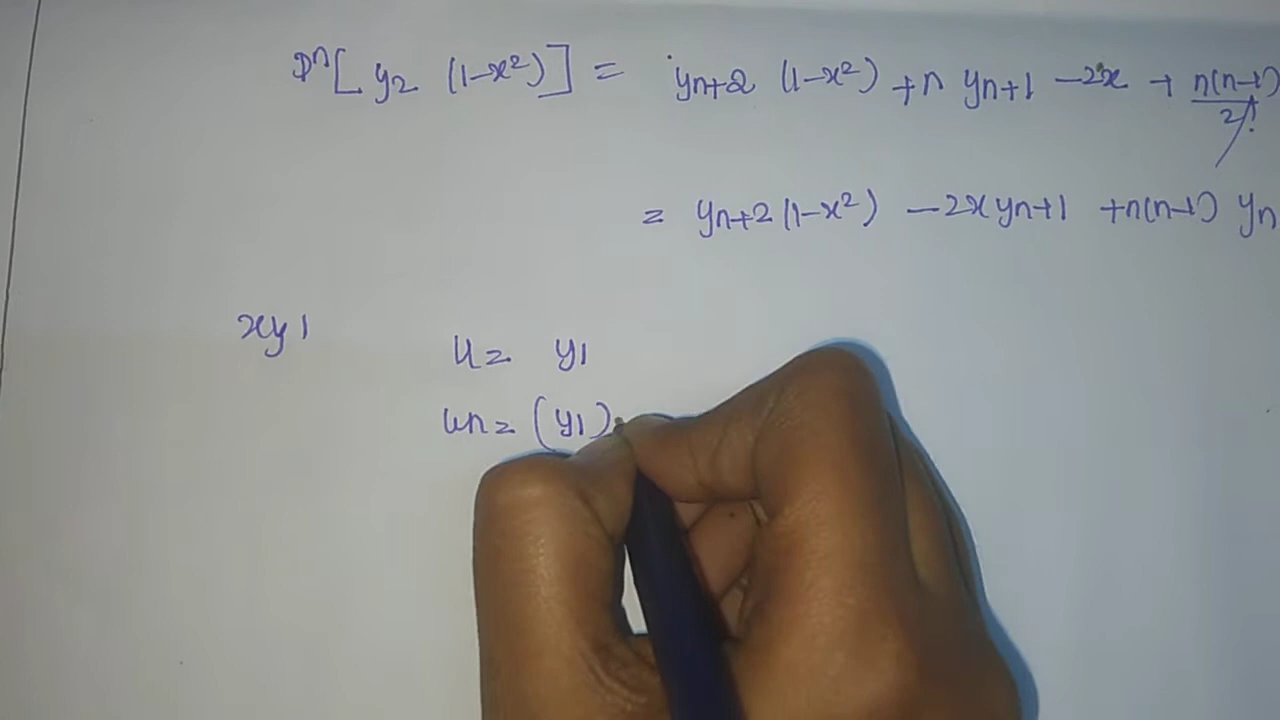 Dⁿ[ y₂ (1-x²) ] = yn+2 (1-x²) + n yn+1 -2x + n(n-1)/2!
= yn+2 (1-x²) -2x yn+1 + n(n-1) yn
xy1
u = y1
un = (y1)